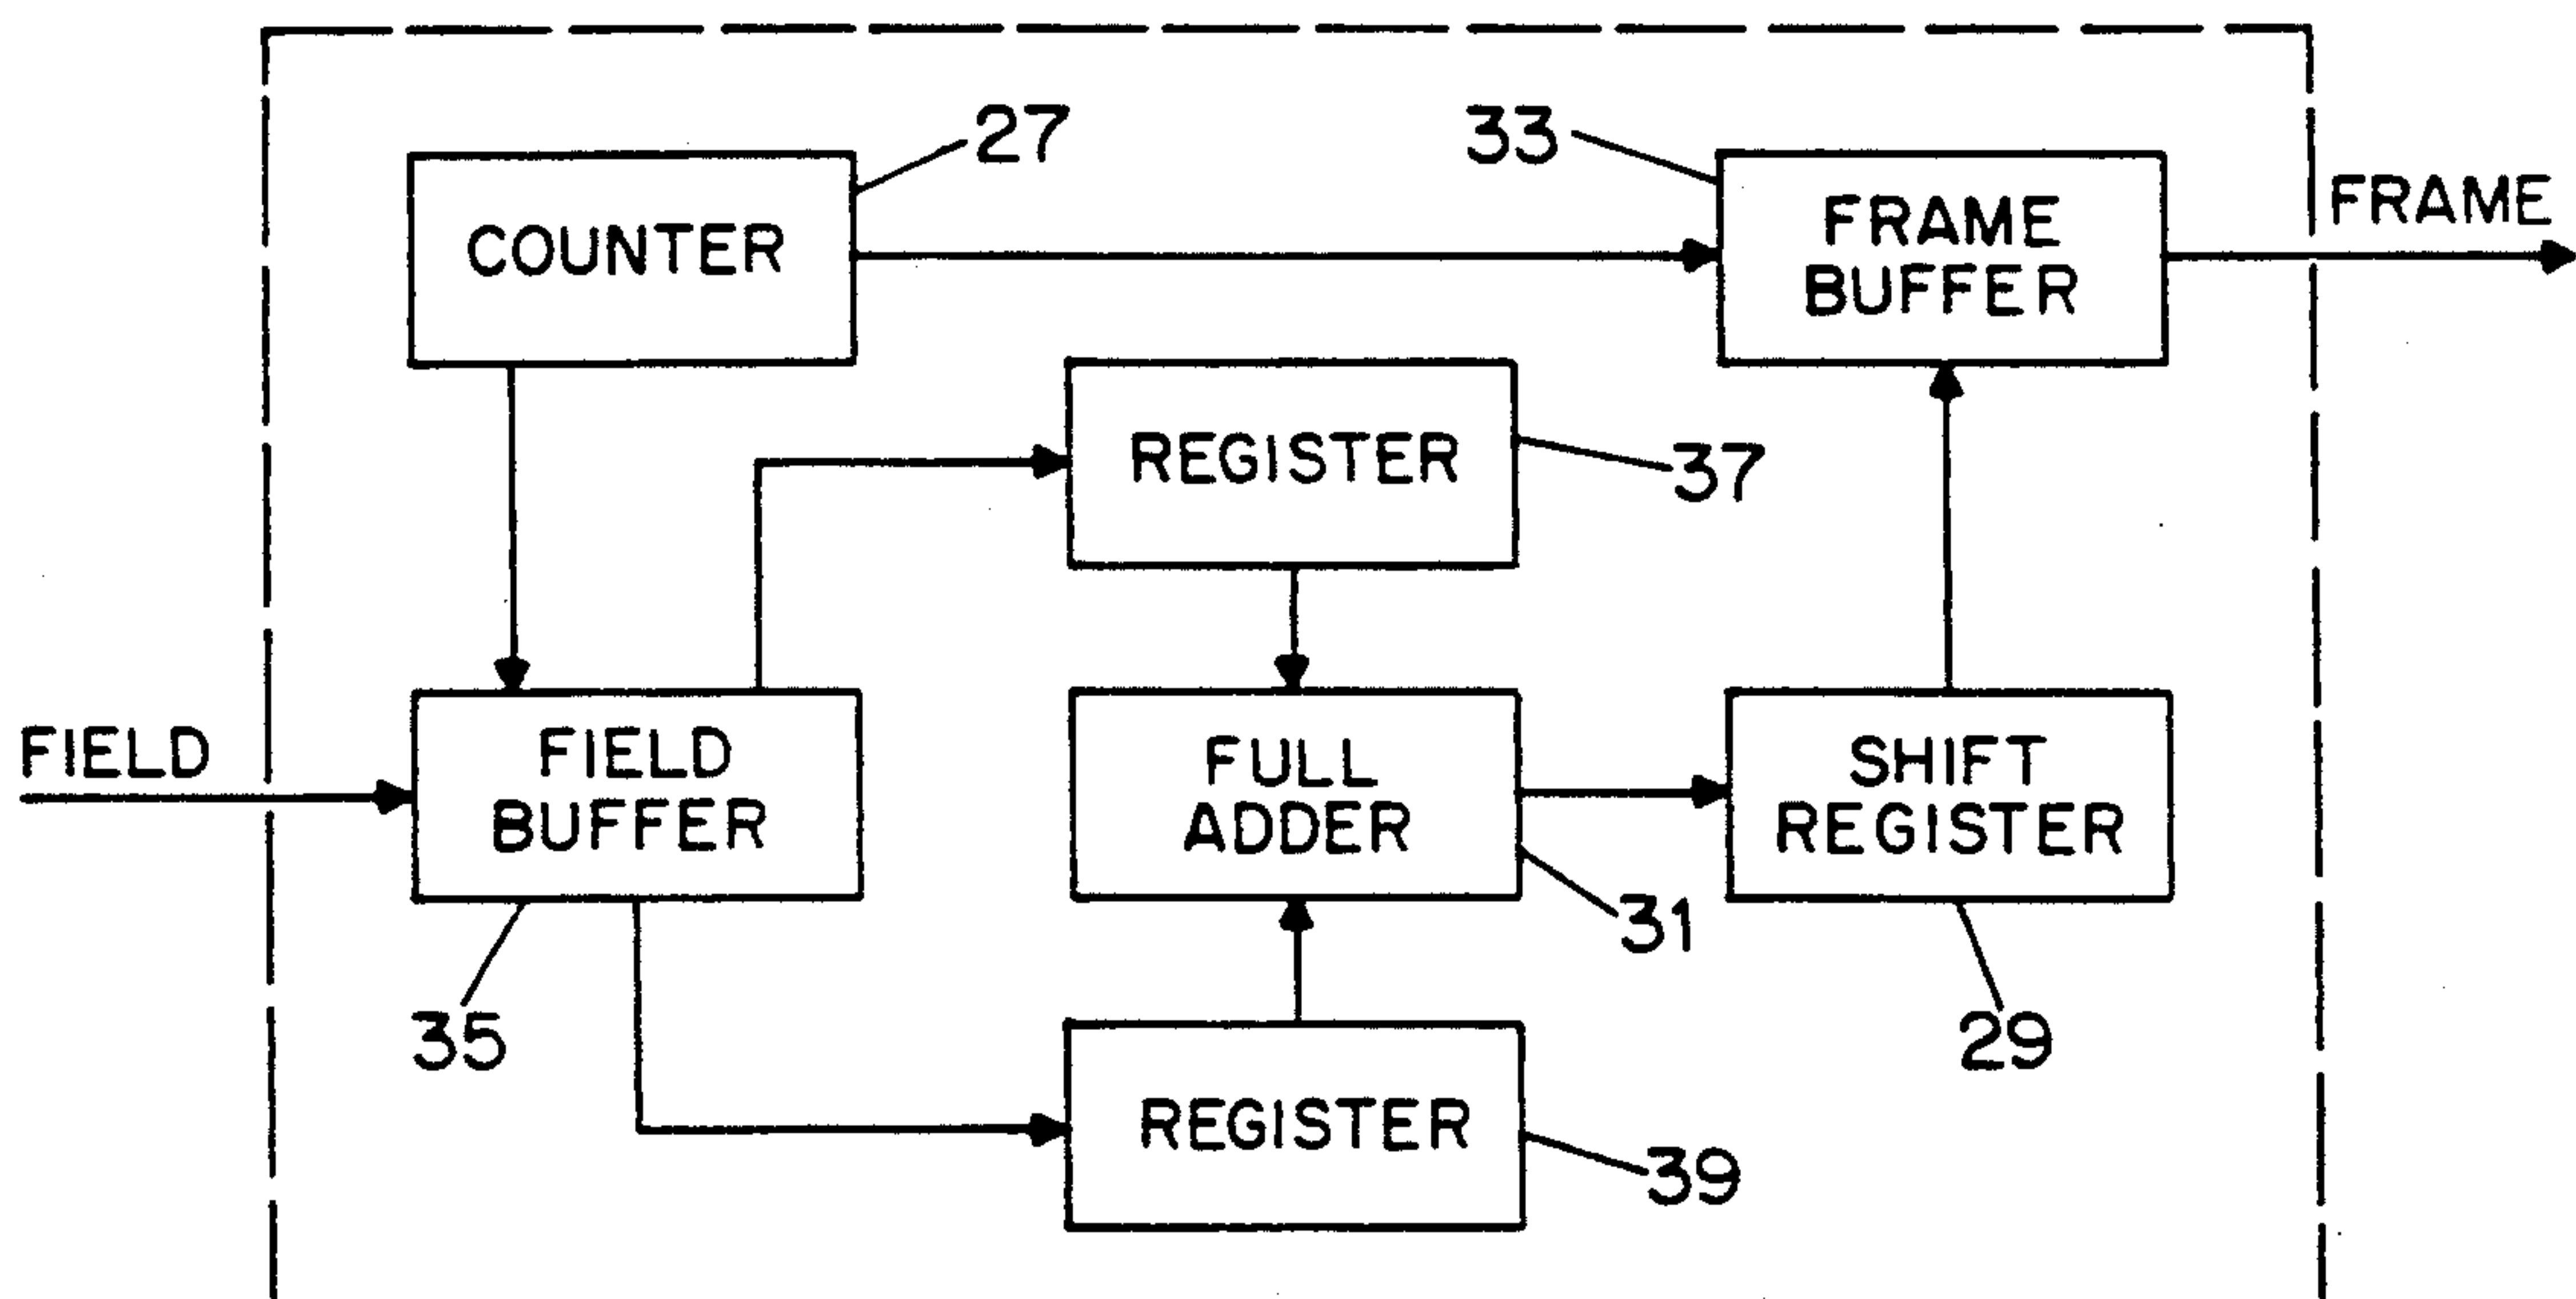 27
33
COUNTER
FRAME
BUFFER
FRAME
REGISTER
37
FIELD
FIELD
BUFFER
FULL
ADDER
SHIFT
REGISTER
31
35
29
REGISTER
39